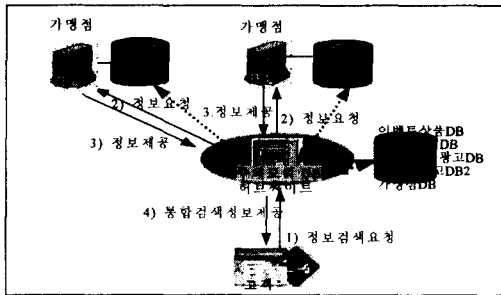 가맹점
가맹점
2) 정보요청
3. 정보제공
2) 정보요청
3) 정보제공
이벤트상품DB
DB
광고DB
고DB2
가맹점DB
허브사이트
4) 통합검색정보제공
1) 정보검색요청
고객